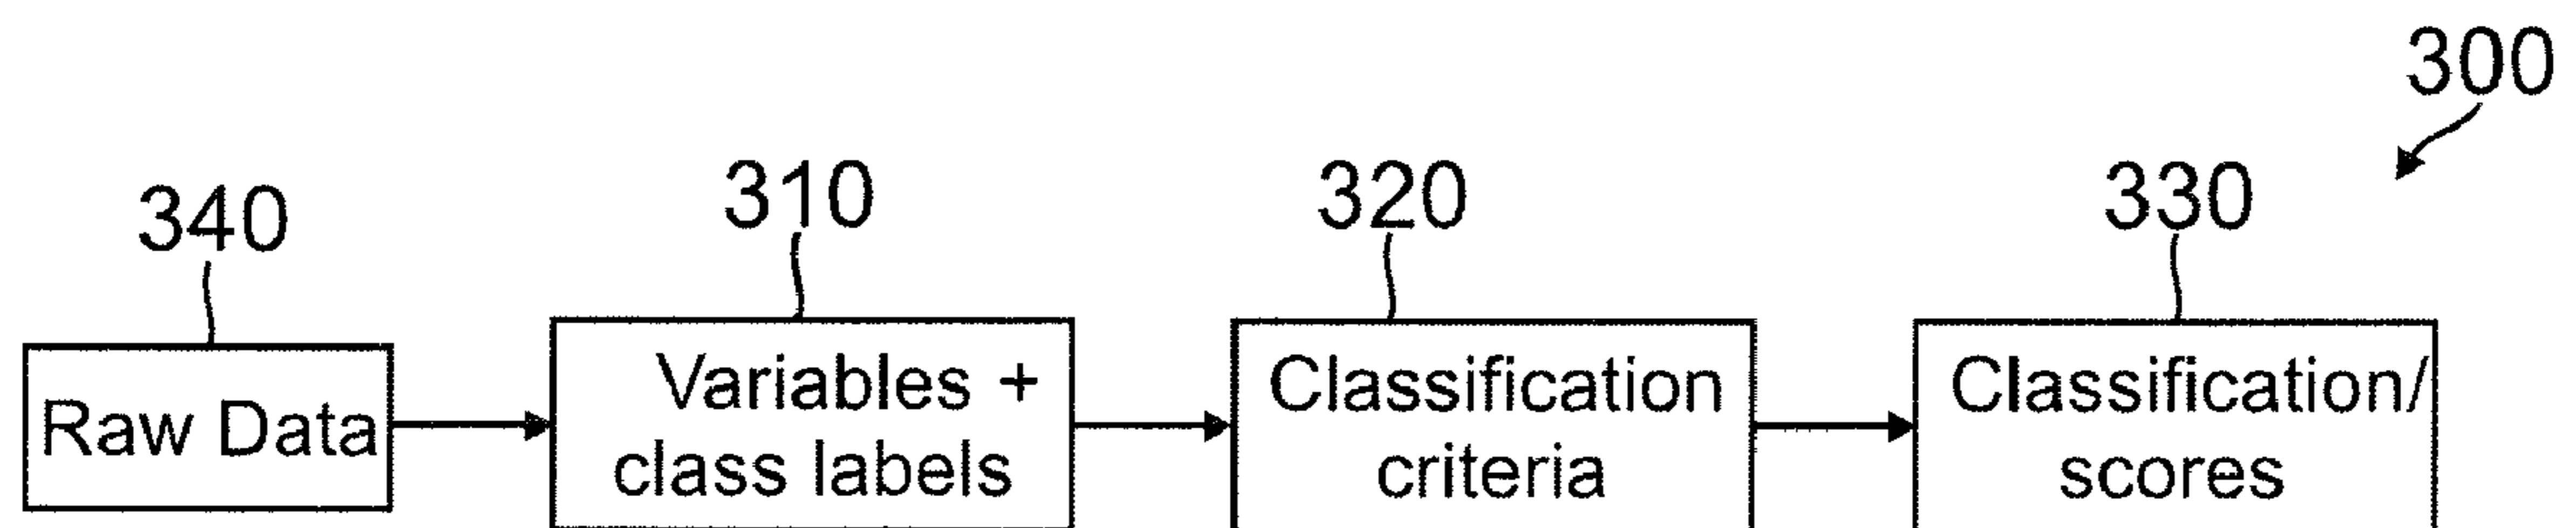 300
340
310
320
330
Raw Data
Variables +
class labels
Classification
criteria
Classification/
scores